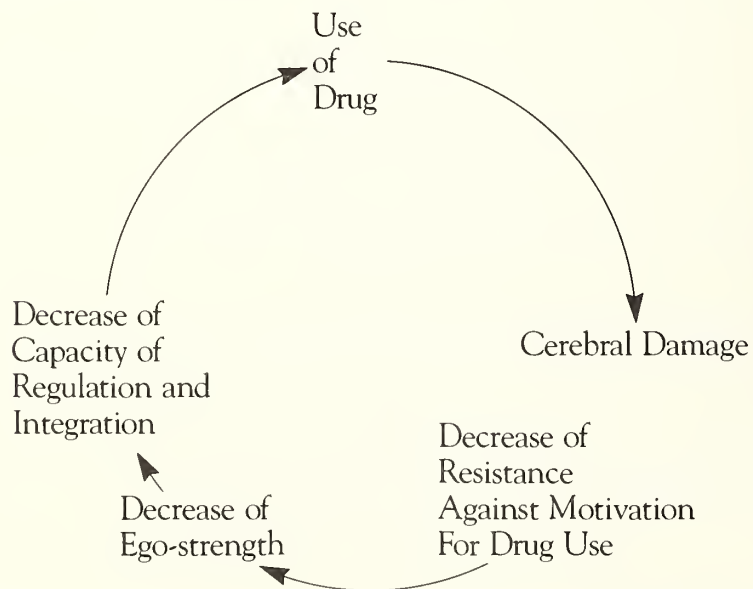 Use
of
Drug
Cerebral Damage
Decrease of
Resistance
Against Motivation
For Drug Use
Decrease of
Ego-strength
Decrease of
Capacity of
Regulation and
Integration